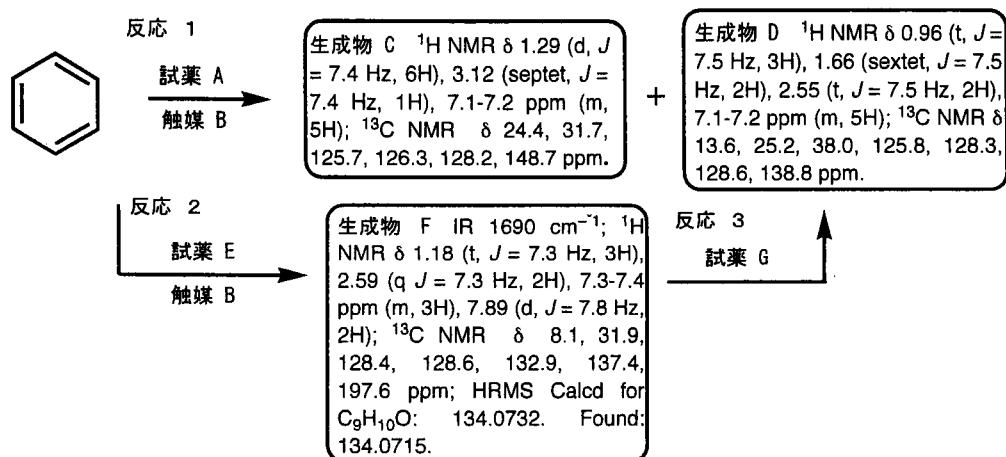 反応 1
試薬 A
触媒 B
生成物 C ¹H NMR δ 1.29 (d, J
= 7.4 Hz, 6H), 3.12 (septet, J =
7.4 Hz, 1H), 7.1-7.2 ppm (m,
5H); ¹³C NMR δ 24.4, 31.7,
125.7, 126.3, 128.2, 148.7 ppm.
+
生成物 D ¹H NMR δ 0.96 (t, J =
7.5 Hz, 3H), 1.66 (sextet, J = 7.5
Hz, 2H), 2.55 (t, J = 7.5 Hz, 2H),
7.1-7.2 ppm (m, 5H); ¹³C NMR δ
13.6, 25.2, 38.0, 125.8, 128.3,
128.6, 138.8 ppm.
反応 2
試薬 E
触媒 B
生成物 F IR 1690 cm⁻¹; ¹H
NMR δ 1.18 (t, J = 7.3 Hz, 3H),
2.59 (q J = 7.3 Hz, 2H), 7.3-7.4
ppm (m, 3H), 7.89 (d, J = 7.8 Hz,
2H); ¹³C NMR δ 8.1, 31.9,
128.4, 128.6, 132.9, 137.4,
197.6 ppm; HRMS Calcd for
C₉H₁₀O: 134.0732. Found:
134.0715.
反応 3
試薬 G